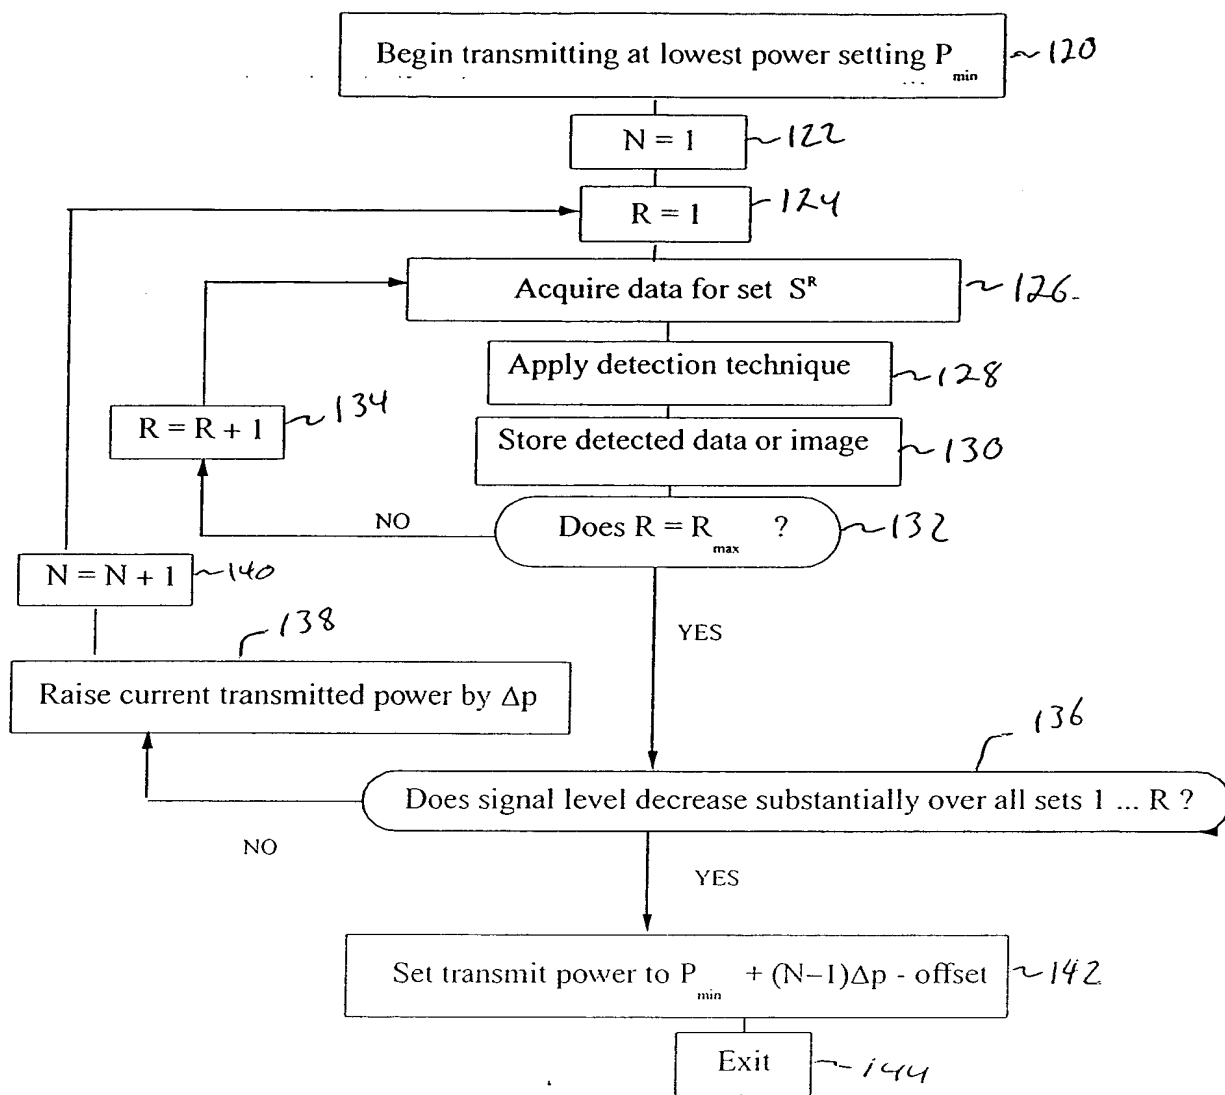 Begin transmitting at lowest power setting P min 120
N = 1 122
R = 1 124
Acquire data for set S^R 126
Apply detection technique 128
R = R + 1 134
Store detected data or image 130
NO
Does R = R max ? 132
N = N + 1 140
YES
138
Raise current transmitted power by Δp
136
Does signal level decrease substantially over all sets 1 ... R ?
NO
YES
Set transmit power to P min + (N-1)Δp - offset 142
Exit 144